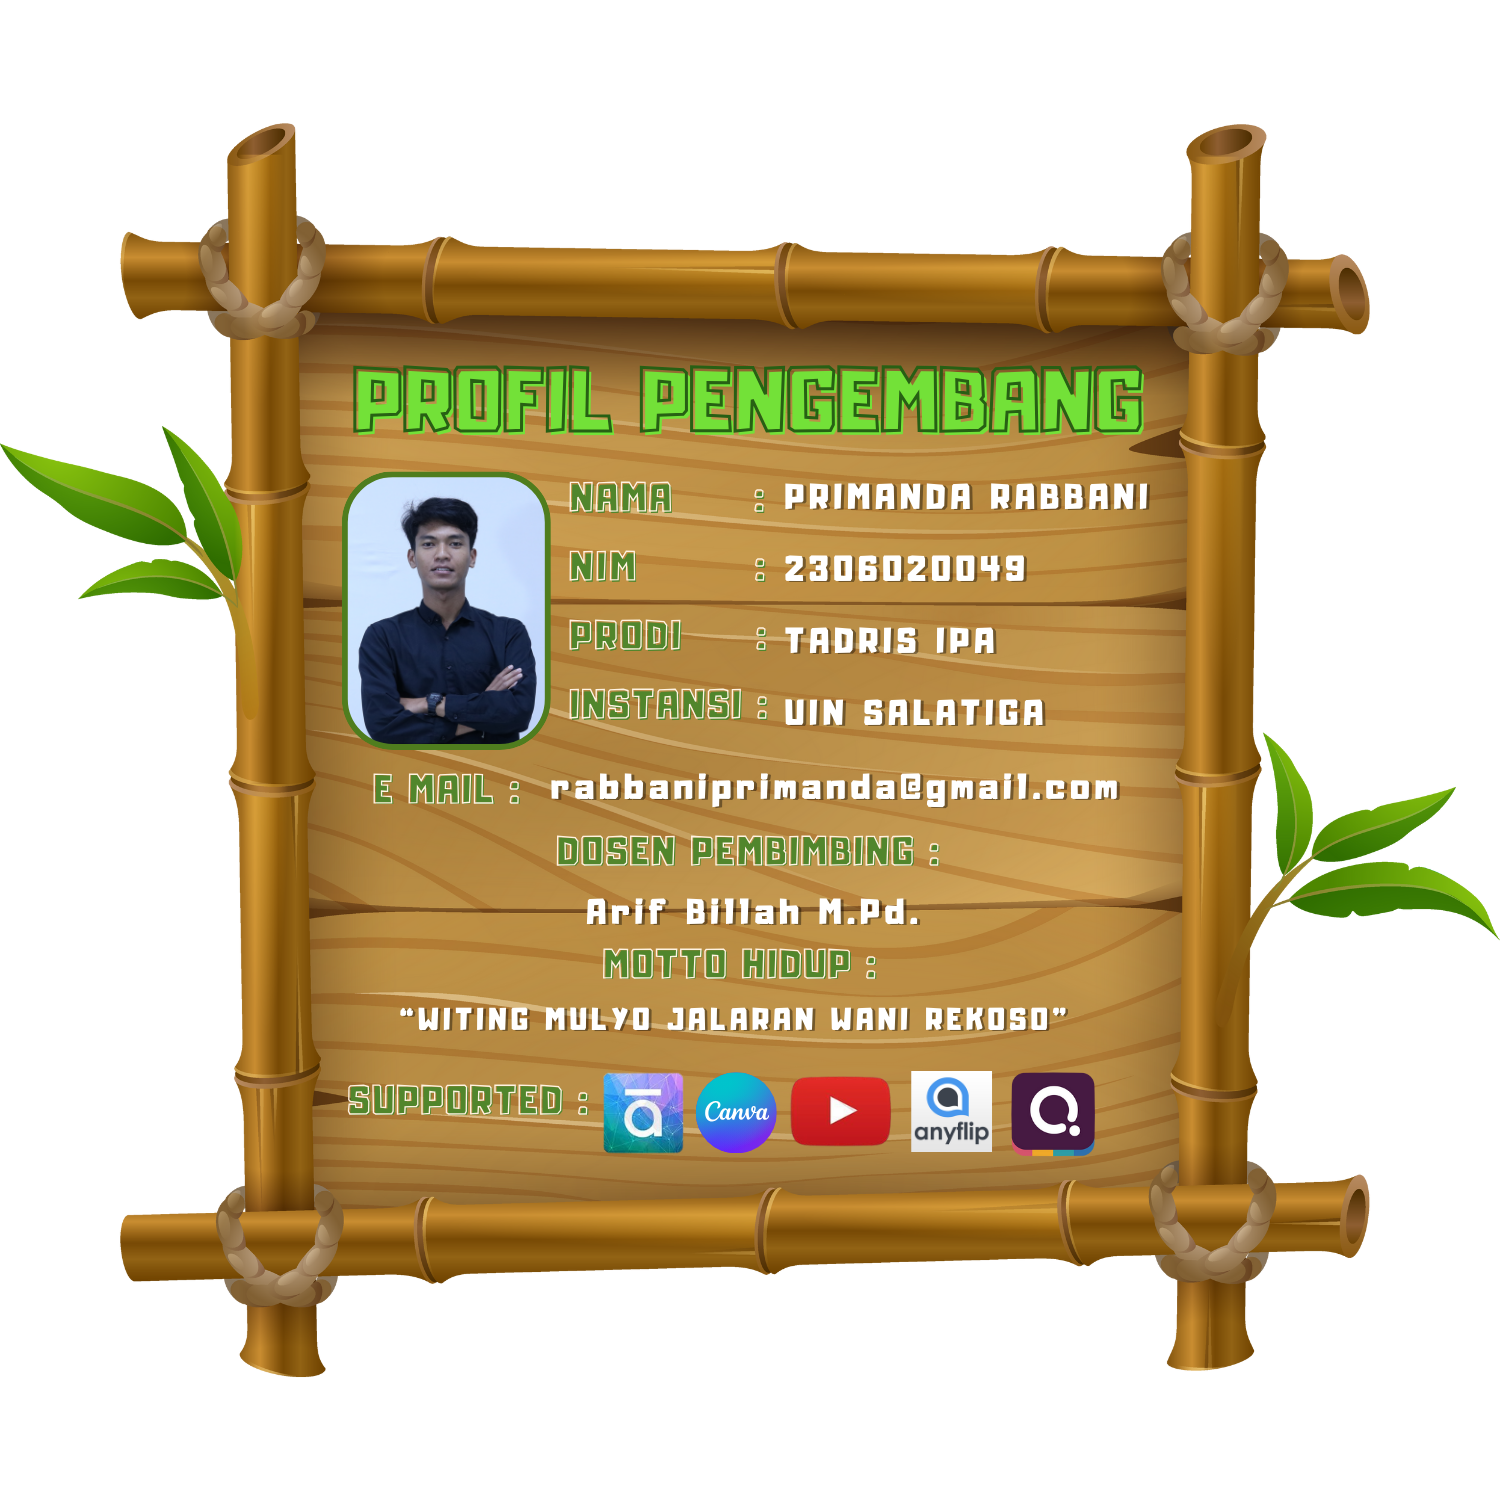 PROFIL PENGEMBANG
NAMA : PRIMANDA RABBANI
NIM : 2306020049
PRODI : TADRIS IPA
INSTANSI : UIN SALATIGA
E MAIL : rabbaniprimanda@gmail.com
DOSEN PEMBIMBING :
Arif Billah M.Pd.
MOTTO HIDUP :
“WITING MULYO JALARAN WANI REKOSO”
SUPPORTED : ā Canva anyflip Q